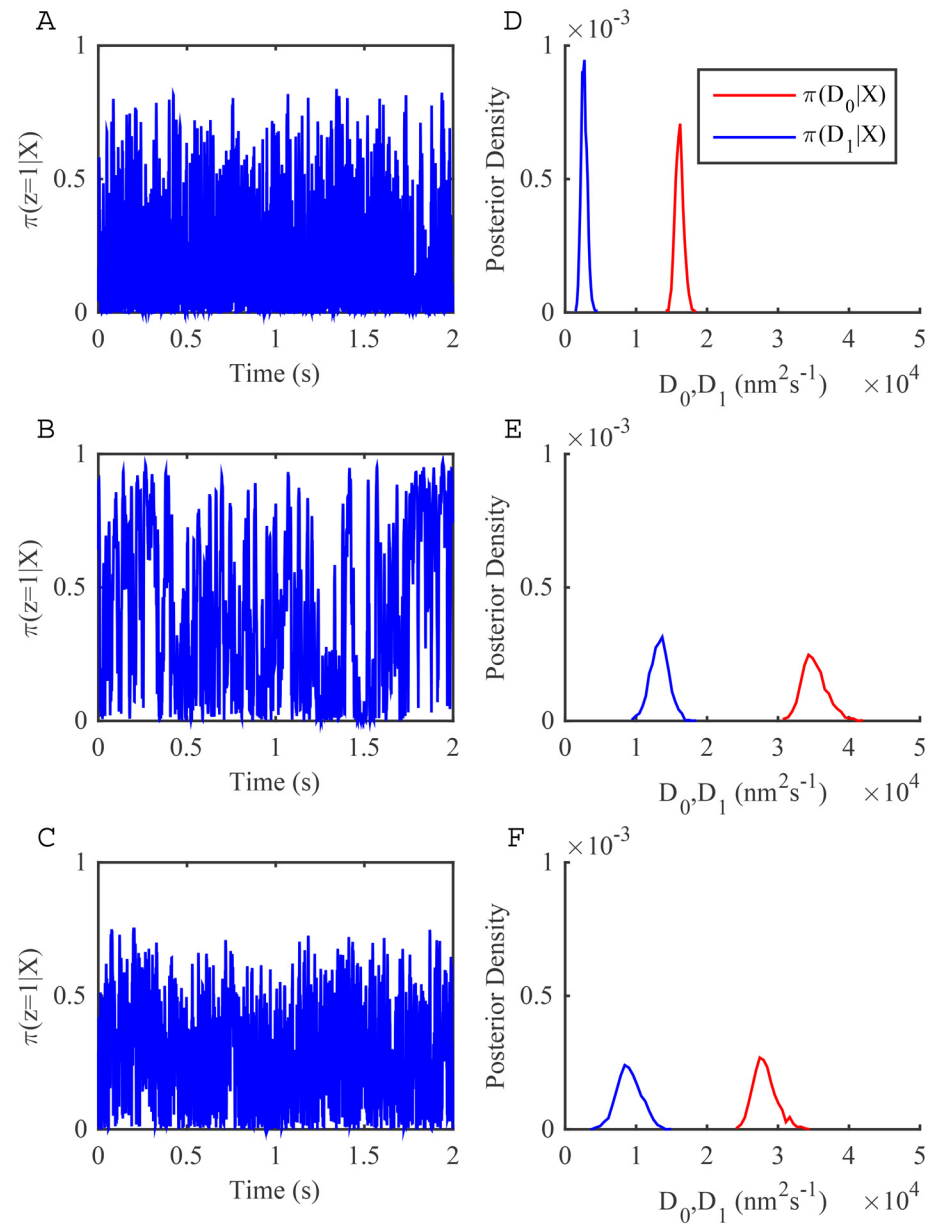 A
1
0.5
0
π(z=1|X)
0 0.5 1 1.5 2
Time (s)
D
×10⁻³
1
0.5
0
Posterior Density
π(D₀|X)
π(D₁|X)
0 1 2 3 4 5
D₀,D₁ (nm²s⁻¹) ×10⁴
B
1
0.5
0
π(z=1|X)
0 0.5 1 1.5 2
Time (s)
E
×10⁻³
1
0.5
0
Posterior Density
0 1 2 3 4 5
D₀,D₁ (nm²s⁻¹) ×10⁴
C
1
0.5
0
π(z=1|X)
0 0.5 1 1.5 2
Time (s)
F
×10⁻³
1
0.5
0
Posterior Density
0 1 2 3 4 5
D₀,D₁ (nm²s⁻¹) ×10⁴